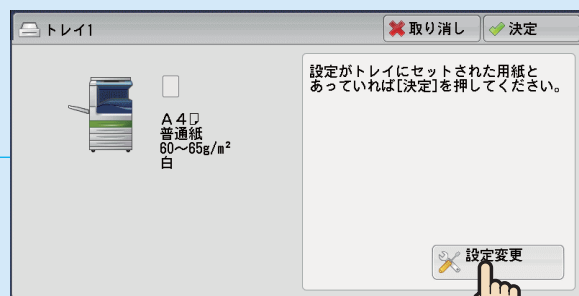 トレイ1
取り消し
決定
設定がトレイにセットされた用紙と
あっていれば[決定]を押してください。
A4
普通紙
60～65g/m²
白
設定変更